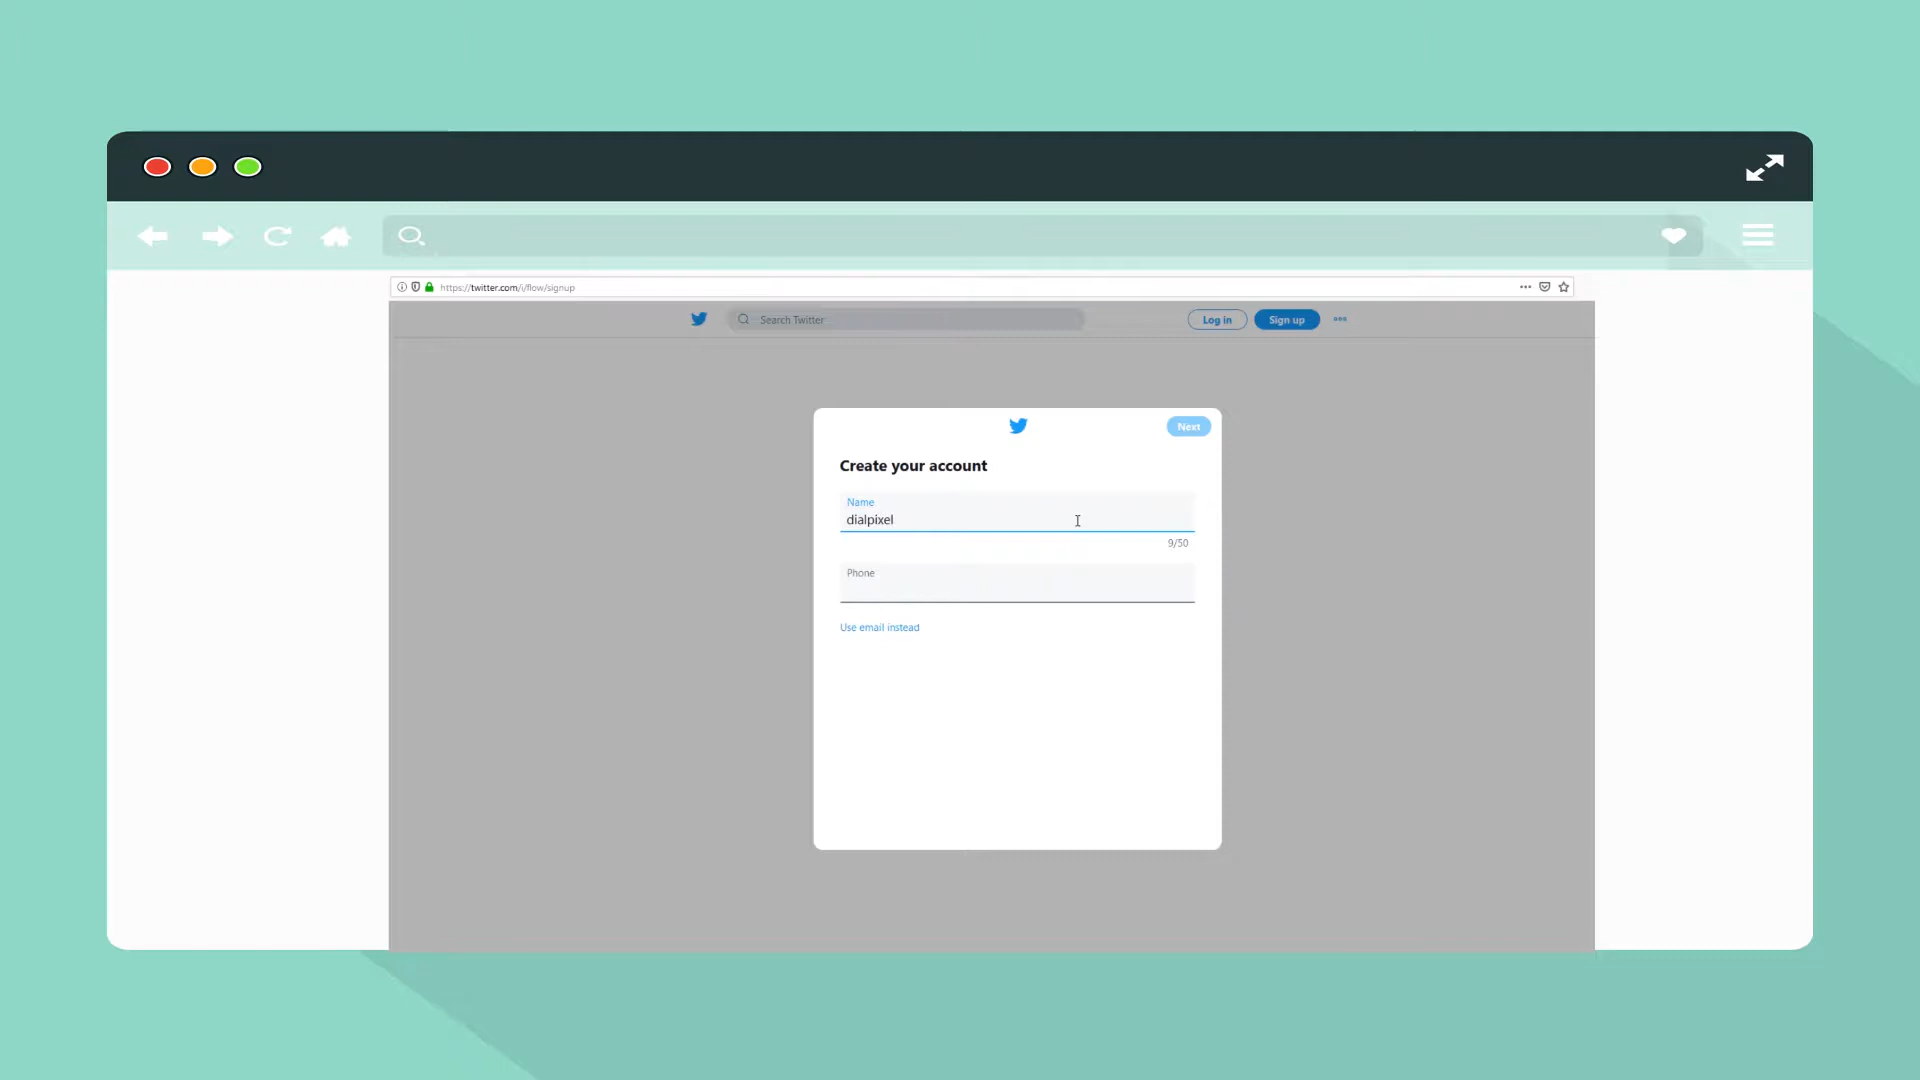 https://twitter.com/i/flow/signup
Search Twitter
Log in
Sign up
Next
Create your account
Name
dialpixel
9/50
Phone
Use email instead